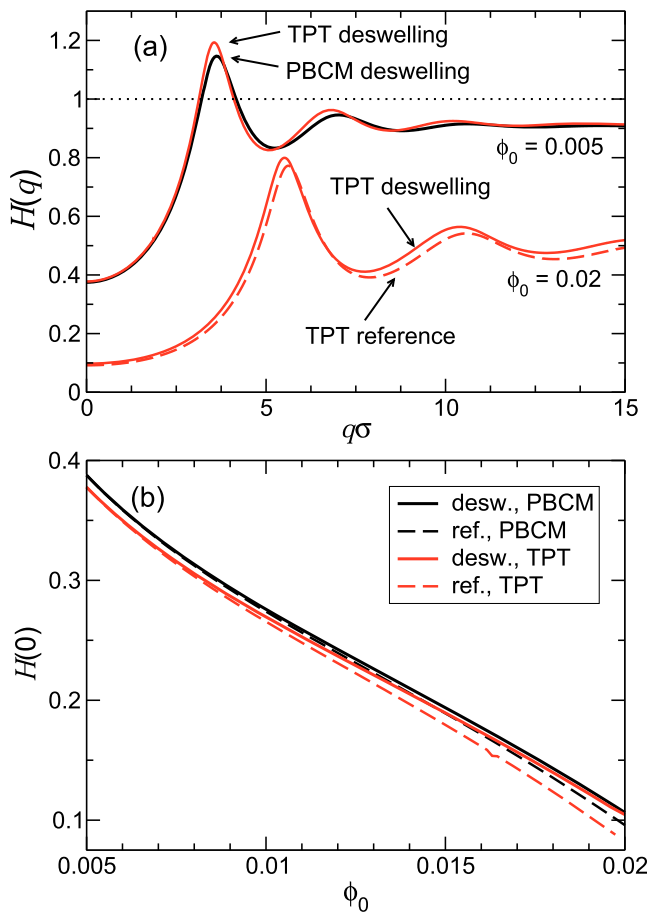 (a)
TPT deswelling
PBCM deswelling
ϕ0 = 0.005
TPT deswelling
ϕ0 = 0.02
TPT reference
H(q)
1.2
1
0.8
0.6
0.4
0.2
0
0 5 10 15
qσ
(b)
desw., PBCM
ref., PBCM
desw., TPT
ref., TPT
H(0)
0.4
0.3
0.2
0.1
0.005 0.01 0.015 0.02
ϕ0